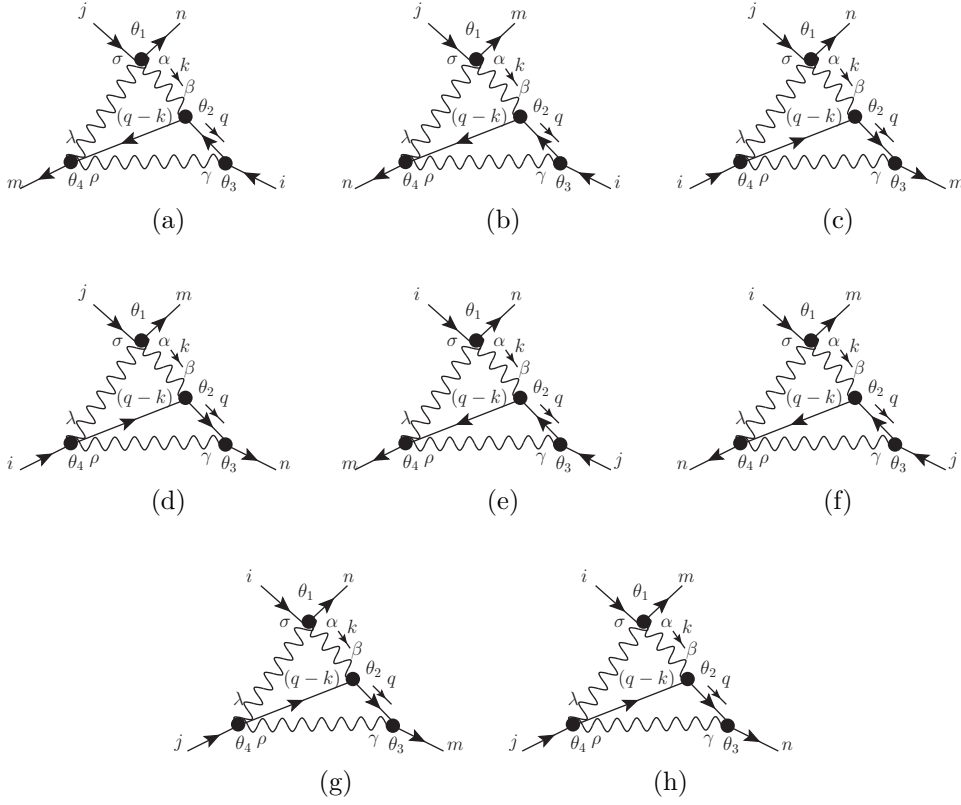 j θ₁ n j θ₁ m j θ₁ n
σ α k σ α k σ α k
β β β
(q − k) θ₂ q (q − k) θ₂ q (q − k) θ₂ q
λ λ λ
m θ₄ ρ γ θ₃ i n θ₄ ρ γ θ₃ i i θ₄ ρ γ θ₃ m
(a) (b) (c)
j θ₁ m i θ₁ n i θ₁ m
σ α k σ α k σ α k
β β β
(q − k) θ₂ q (q − k) θ₂ q (q − k) θ₂ q
λ λ λ
i θ₄ ρ γ θ₃ n m θ₄ ρ γ θ₃ j n θ₄ ρ γ θ₃ j
(d) (e) (f)
i θ₁ n i θ₁ m
σ α k σ α k
β β
(q − k) θ₂ q (q − k) θ₂ q
λ λ
j θ₄ ρ γ θ₃ m j θ₄ ρ γ θ₃ n
(g) (h)